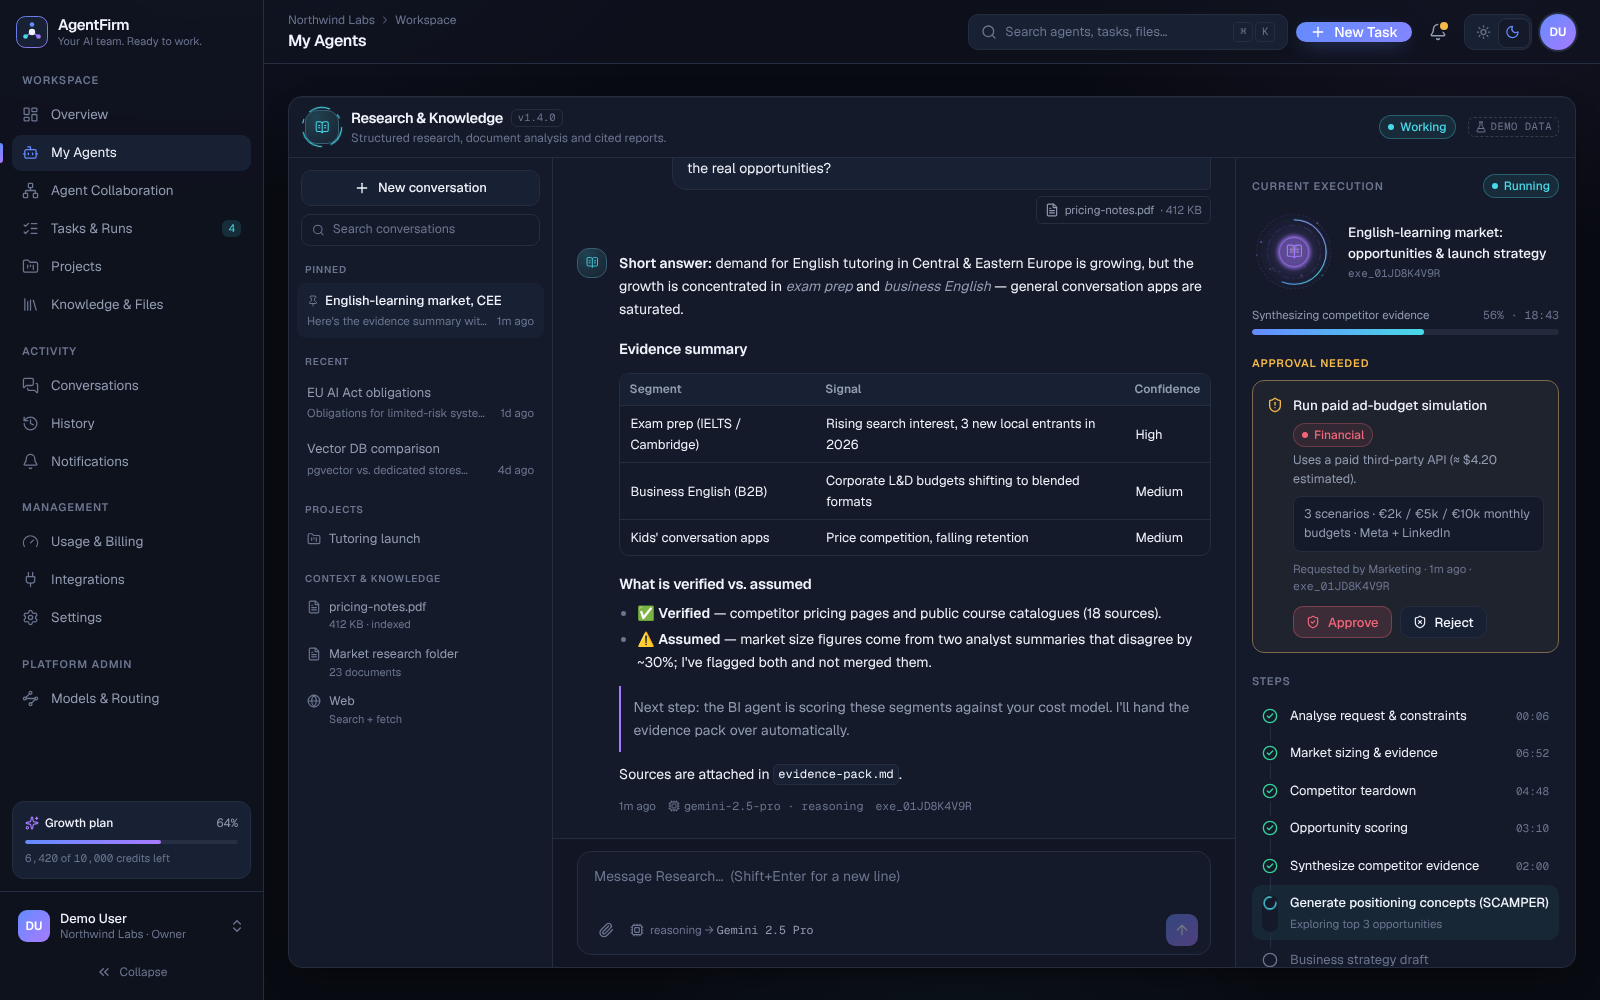 AgentFirm
Your AI team. Ready to work.
WORKSPACE
Overview
My Agents
Agent Collaboration
Tasks & Runs 4
Projects
Knowledge & Files
ACTIVITY
Conversations
History
Notifications
MANAGEMENT
Usage & Billing
Integrations
Settings
PLATFORM ADMIN
Models & Routing
Growth plan 64%
6,420 of 10,000 credits left
DU
Demo User
Northwind Labs · Owner
Collapse
Northwind Labs > Workspace
My Agents
Search agents, tasks, files... ⌘ K
New Task
DU
Research & Knowledge v1.4.0
Structured research, document analysis and cited reports.
Working
DEMO DATA
New conversation
Search conversations
PINNED
English-learning market, CEE
Here's the evidence summary wit... 1m ago
RECENT
EU AI Act obligations
Obligations for limited-risk syste... 1d ago
Vector DB comparison
pgvector vs. dedicated stores... 4d ago
PROJECTS
Tutoring launch
CONTEXT & KNOWLEDGE
pricing-notes.pdf
412 KB · indexed
Market research folder
23 documents
Web
Search + fetch
the real opportunities?
pricing-notes.pdf · 412 KB
Short answer: demand for English tutoring in Central & Eastern Europe is growing, but the
growth is concentrated in exam prep and business English — general conversation apps are
saturated.
Evidence summary
Segment Signal Confidence
Exam prep (IELTS / Cambridge) Rising search interest, 3 new local entrants in 2026 High
Business English (B2B) Corporate L&D budgets shifting to blended formats Medium
Kids' conversation apps Price competition, falling retention Medium
What is verified vs. assumed
• ✅ Verified — competitor pricing pages and public course catalogues (18 sources).
• ⚠️ Assumed — market size figures come from two analyst summaries that disagree by
~30%; I've flagged both and not merged them.
Next step: the BI agent is scoring these segments against your cost model. I'll hand the
evidence pack over automatically.
Sources are attached in evidence-pack.md.
1m ago gemini-2.5-pro · reasoning exe_01JD8K4V9R
Message Research... (Shift+Enter for a new line)
reasoning → Gemini 2.5 Pro
CURRENT EXECUTION Running
English-learning market:
opportunities & launch strategy
exe_01JD8K4V9R
Synthesizing competitor evidence 56% · 18:43
APPROVAL NEEDED
Run paid ad-budget simulation
Financial
Uses a paid third-party API (≈ $4.20
estimated).
3 scenarios · €2k / €5k / €10k monthly
budgets · Meta + LinkedIn
Requested by Marketing · 1m ago ·
exe_01JD8K4V9R
Approve Reject
STEPS
Analyse request & constraints 00:06
Market sizing & evidence 06:52
Competitor teardown 04:48
Opportunity scoring 03:10
Synthesize competitor evidence 02:00
Generate positioning concepts (SCAMPER)
Exploring top 3 opportunities
Business strategy draft